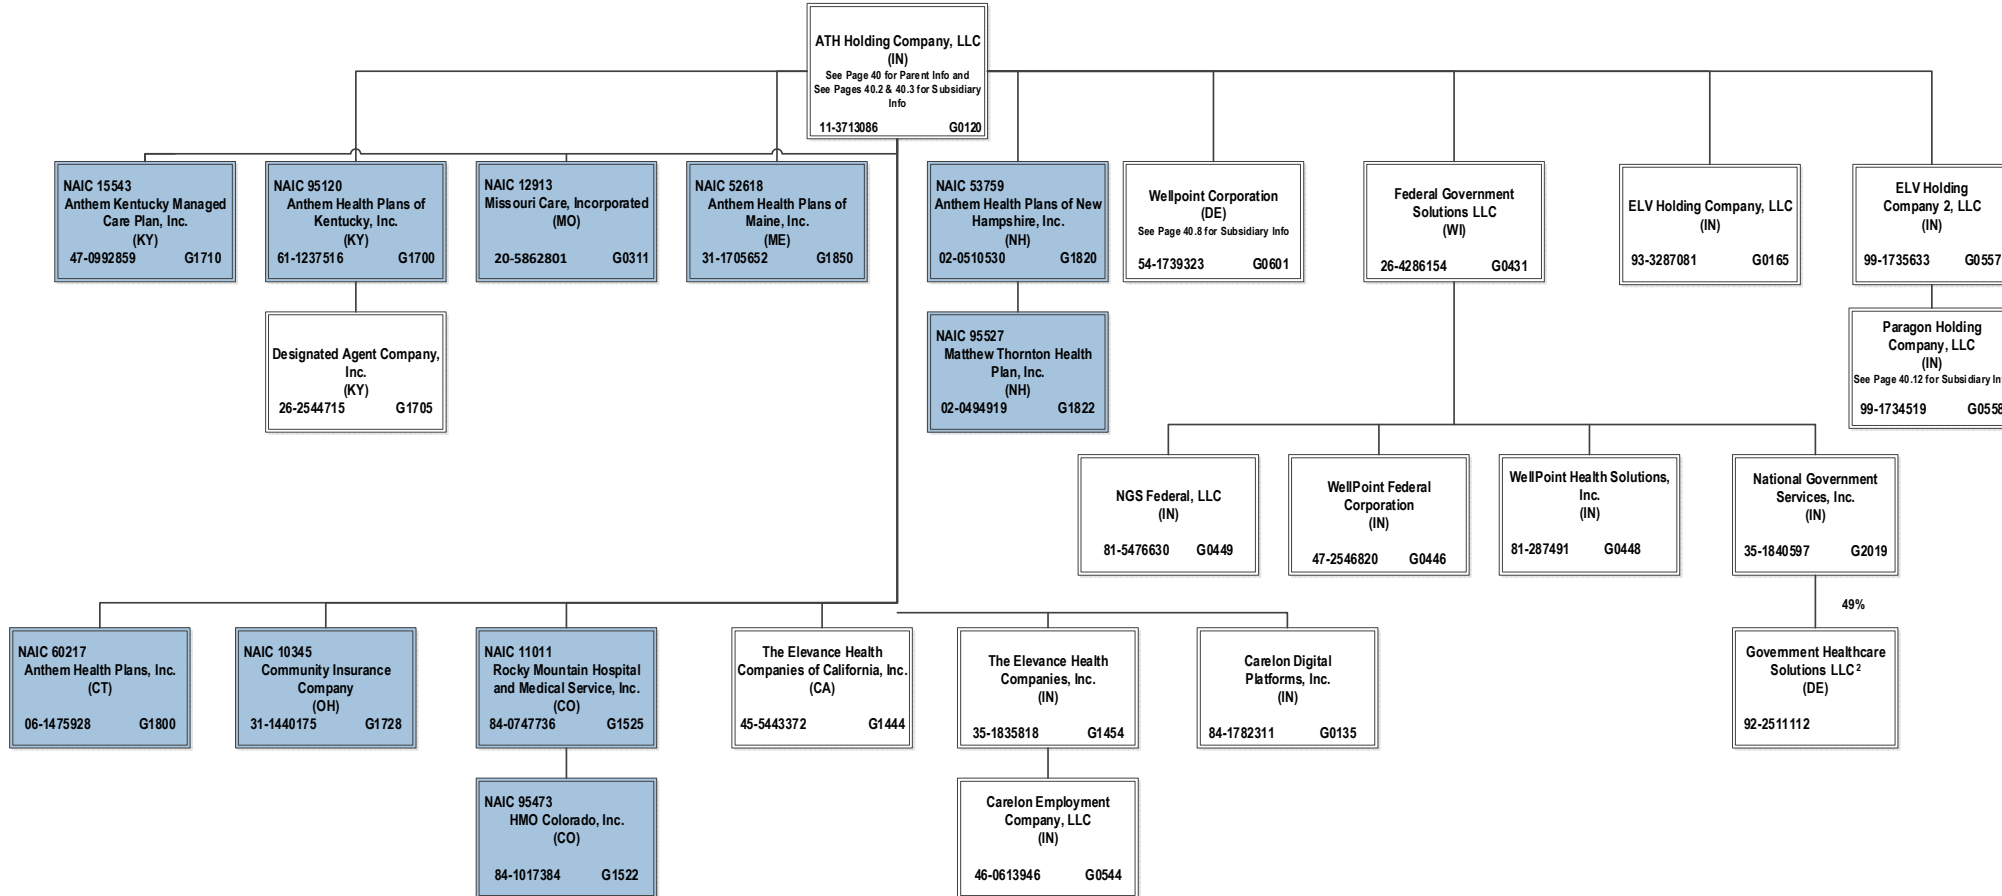 ATH Holding Company, LLC
(IN)
See Page 40 for Parent Info and
See Pages 40.2 & 40.3 for Subsidiary
Info
11-3713086 G0120
NAIC 15543
Anthem Kentucky Managed
Care Plan, Inc.
(KY)
47-0992859 G1710
NAIC 95120
Anthem Health Plans of
Kentucky, Inc.
(KY)
61-1237516 G1700
NAIC 12913
Missouri Care, Incorporated
(MO)
20-5862801 G0311
NAIC 52618
Anthem Health Plans of
Maine, Inc.
(ME)
31-1705652 G1850
NAIC 53759
Anthem Health Plans of New
Hampshire, Inc.
(NH)
02-0510530 G1820
Wellpoint Corporation
(DE)
See Page 40.8 for Subsidiary Info
54-1739323 G0601
Federal Government
Solutions LLC
(WI)
26-4286154 G0431
ELV Holding Company, LLC
(IN)
93-3287081 G0165
ELV Holding
Company 2, LLC
(IN)
99-1735633 G0557
Designated Agent Company,
Inc.
(KY)
26-2544715 G1705
NAIC 95527
Matthew Thornton Health
Plan, Inc.
(NH)
02-0494919 G1822
Paragon Holding
Company, LLC
(IN)
See Page 40.12 for Subsidiary In
99-1734519 G0558
NGS Federal, LLC
(IN)
81-5476630 G0449
WellPoint Federal
Corporation
(IN)
47-2546820 G0446
WellPoint Health Solutions,
Inc.
(IN)
81-287491 G0448
National Government
Services, Inc.
(IN)
35-1840597 G2019
49%
NAIC 60217
Anthem Health Plans, Inc.
(CT)
06-1475928 G1800
NAIC 10345
Community Insurance
Company
(OH)
31-1440175 G1728
NAIC 11011
Rocky Mountain Hospital
and Medical Service, Inc.
(CO)
84-0747736 G1525
The Elevance Health
Companies of California, Inc.
(CA)
45-5443372 G1444
The Elevance Health
Companies, Inc.
(IN)
35-1835818 G1454
Carelon Digital
Platforms, Inc.
(IN)
84-1782311 G0135
Government Healthcare
Solutions LLC ²
(DE)
92-2511112
NAIC 95473
HMO Colorado, Inc.
(CO)
84-1017384 G1522
Carelon Employment
Company, LLC
(IN)
46-0613946 G0544